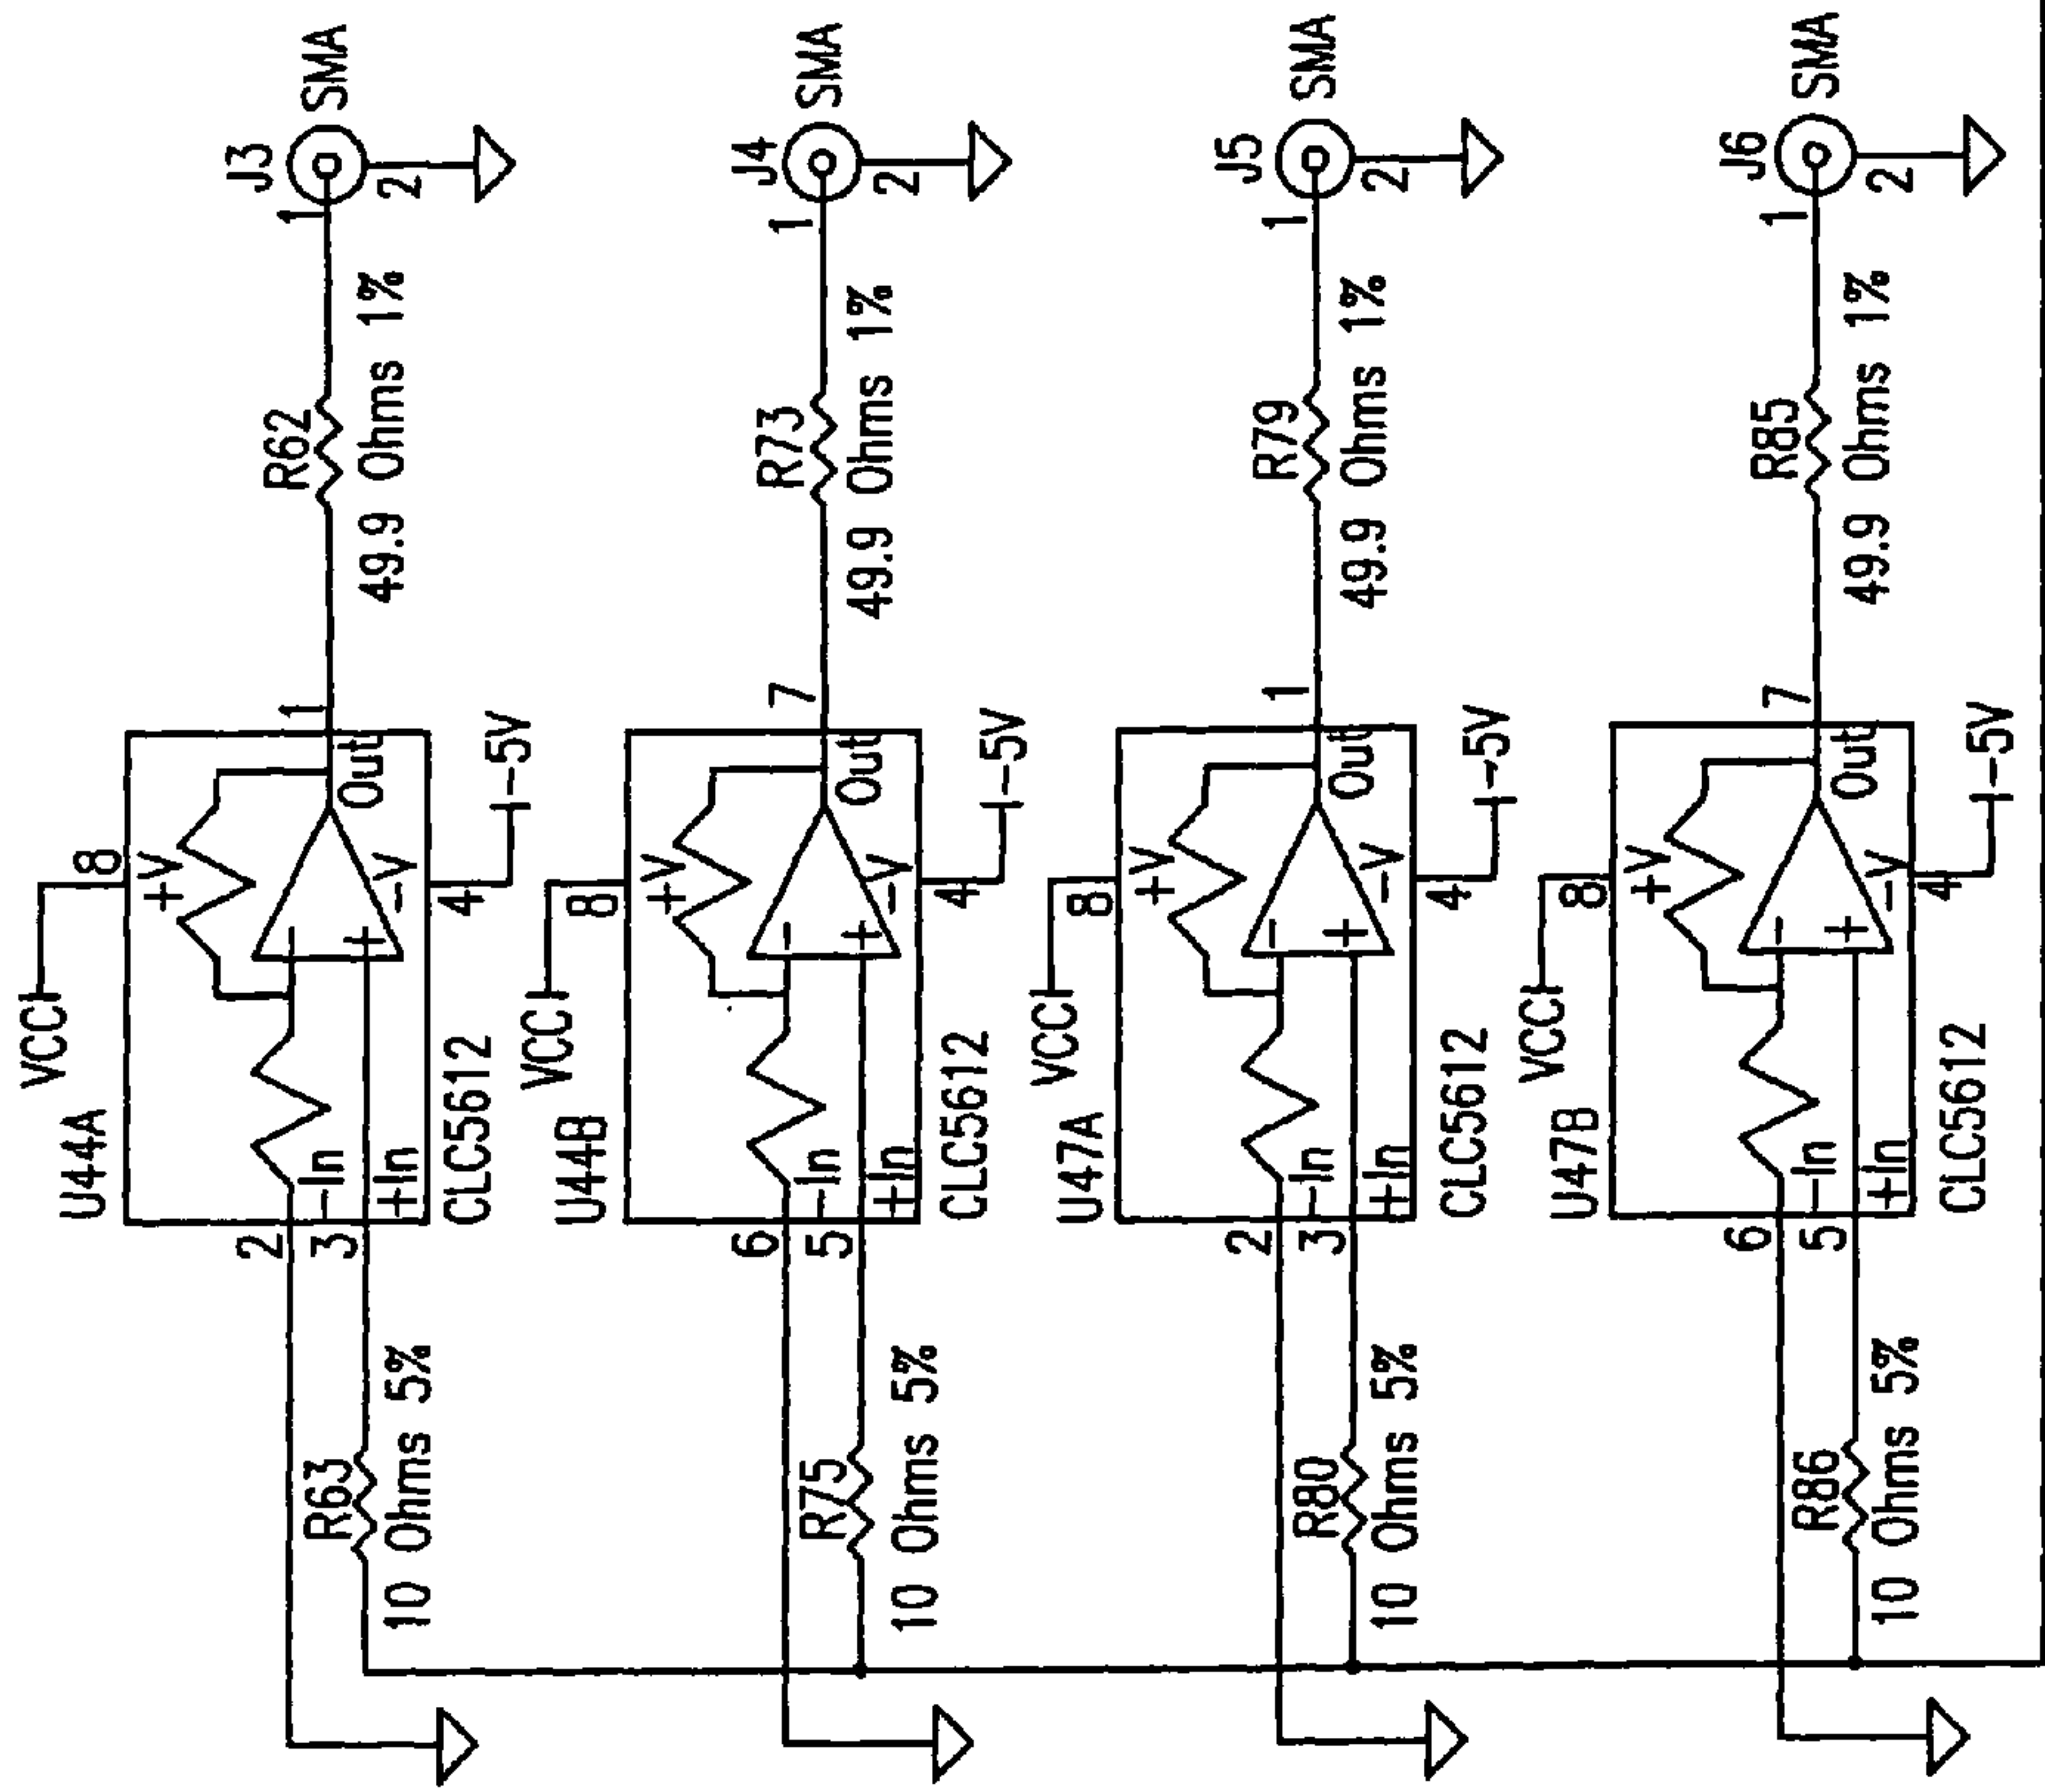 VCC
8
U44A
+V
-In
+In
Out
-V
2
3
1
4
-5V
CLC5612
R63
10 Ohms 5%
R62
49.9 Ohms 1%
1
J3
2
SMA
VCC
8
U44B
+V
-In
+In
Out
-V
6
5
7
4
-5V
CLC5612
R75
10 Ohms 5%
R73
49.9 Ohms 1%
1
J4
2
SMA
VCC
8
U47A
+V
-In
+In
Out
-V
2
3
1
4
-5V
CLC5612
R80
10 Ohms 5%
R79
49.9 Ohms 1%
1
J5
2
SMA
VCC
8
U47B
+V
-In
+In
Out
-V
6
5
7
4
-5V
CLC5612
R86
10 Ohms 5%
R85
49.9 Ohms 1%
1
J6
2
SMA